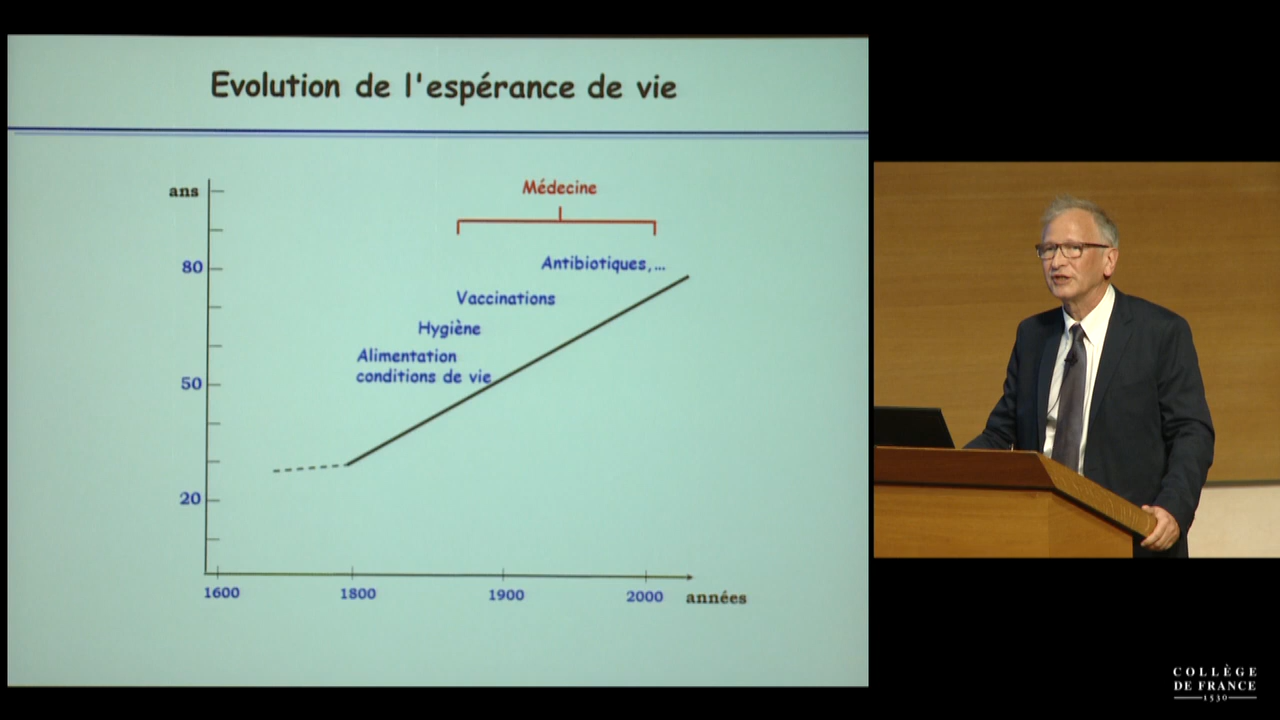 Evolution de l'espérance de vie
ans
Médecine
80
Antibiotiques,...
Vaccinations
Hygiène
50
Alimentation
conditions de vie
20
1600 1800 1900 2000 années
COLLÈGE
DE FRANCE
1530